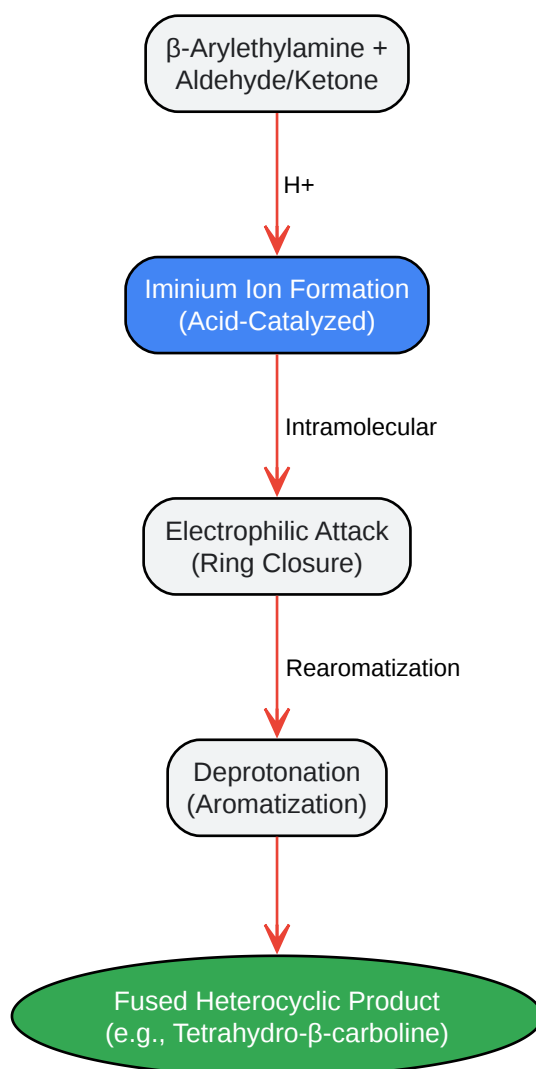 β-Arylethylamine +
Aldehyde/Ketone
H+
Iminium Ion Formation
(Acid-Catalyzed)
Intramolecular
Electrophilic Attack
(Ring Closure)
Rearomatization
Deprotonation
(Aromatization)
Fused Heterocyclic Product
(e.g., Tetrahydro-β-carboline)